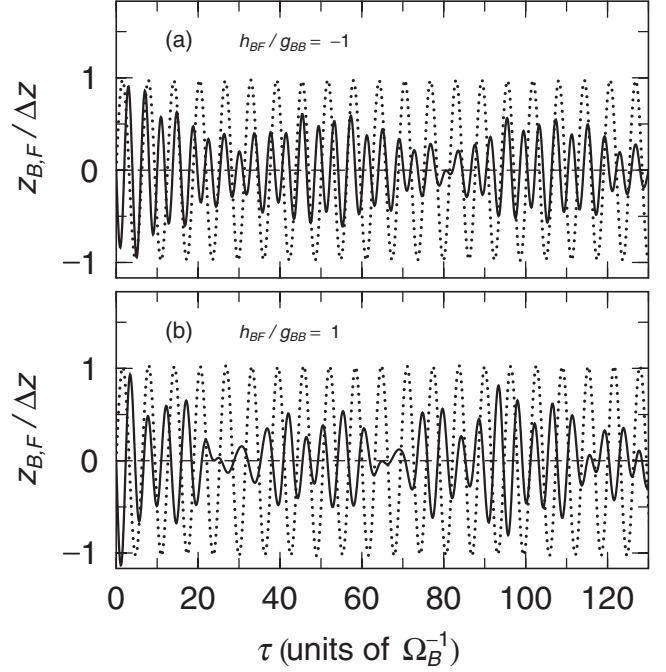 (a) h_BF / g_BB = −1
z_B,F / Δz
1
0
−1
(b) h_BF / g_BB = 1
z_B,F / Δz
1
0
−1
0 20 40 60 80 100 120
τ (units of Ω_B^−1)